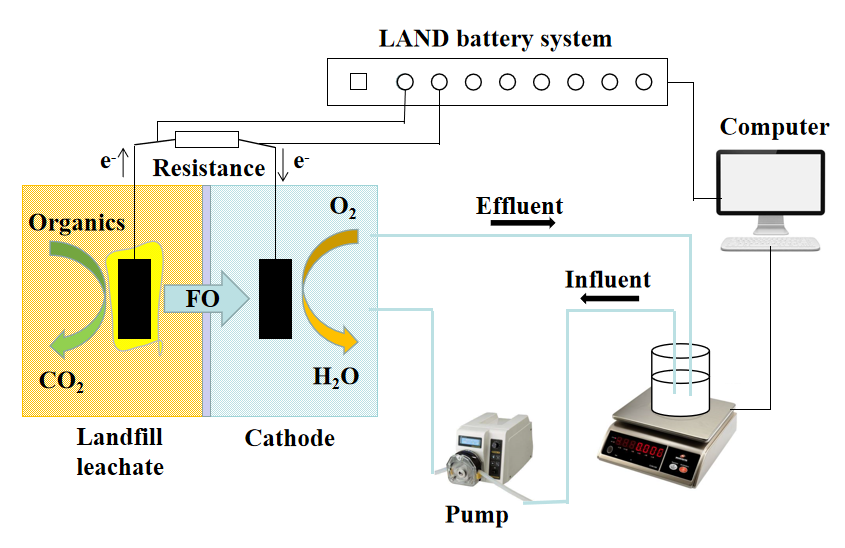 LAND battery system
Computer
e-
Resistance
e-
Organics
O2
Effluent
Influent
FO
CO2
H2O
Landfill
leachate
Cathode
Pump